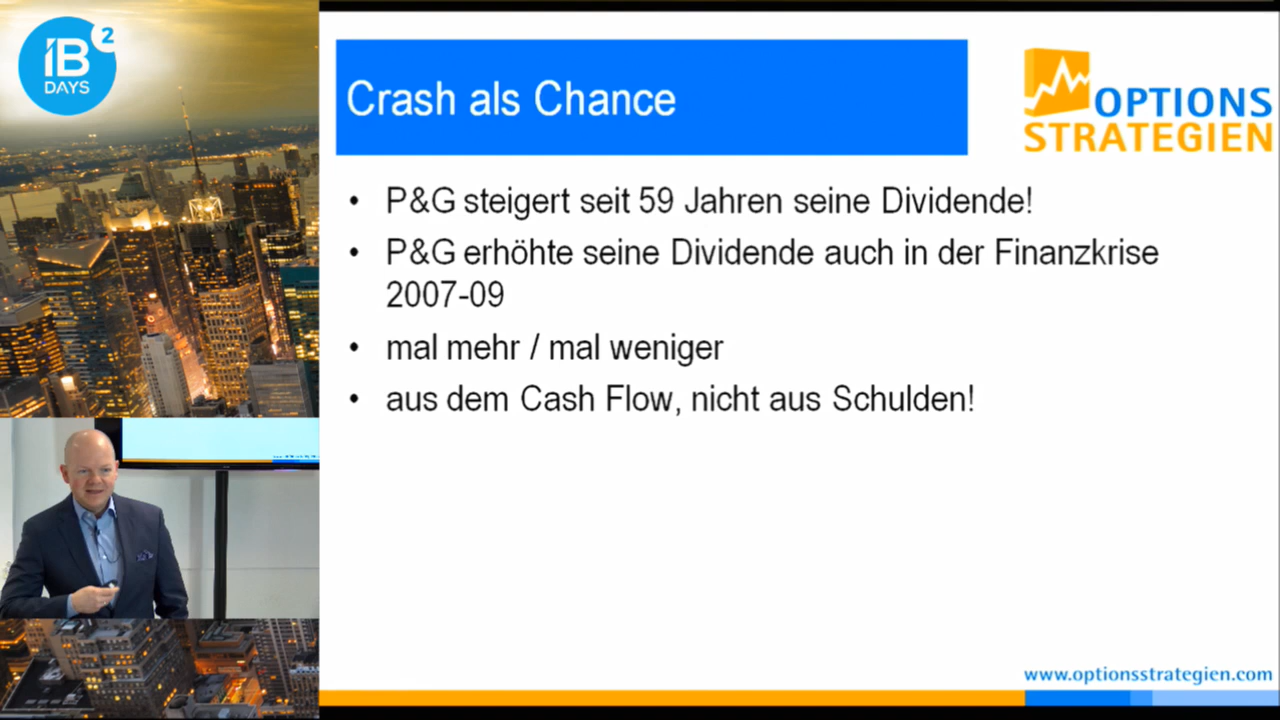 IB 2
DAYS
Crash als Chance
OPTIONS
STRATEGIEN
• P&G steigert seit 59 Jahren seine Dividende!
• P&G erhöhte seine Dividende auch in der Finanzkrise
2007-09
• mal mehr / mal weniger
• aus dem Cash Flow, nicht aus Schulden!
www.optionsstrategien.com